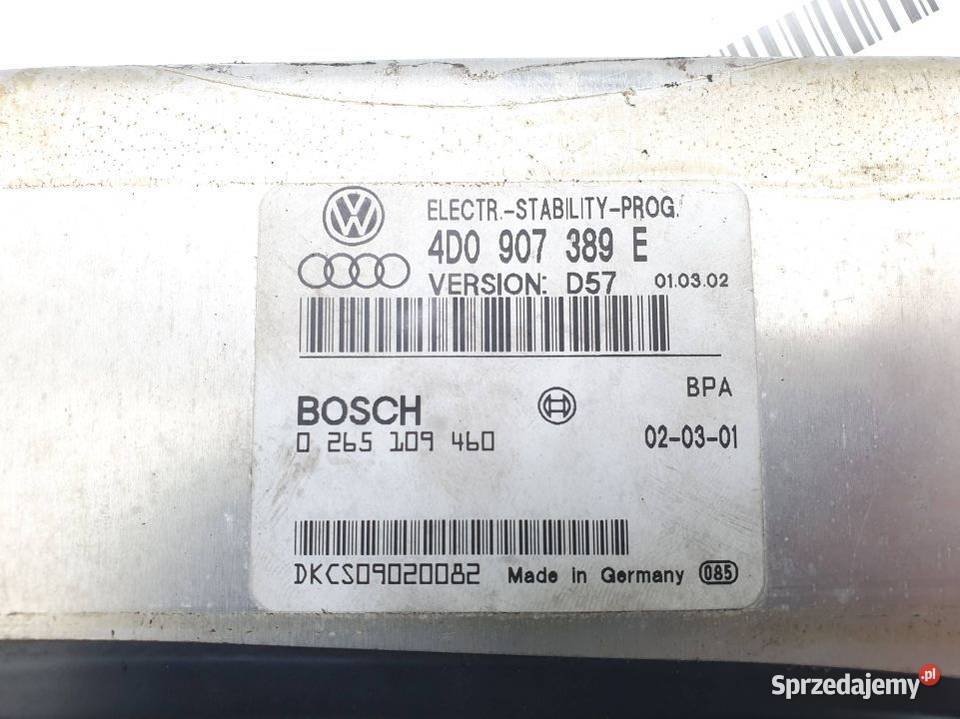 ELECTR.-STABILITY-PROG.
4D0 907 389 E
VERSION: D57 01.03.02
BPA
BOSCH
0 265 109 460 02-03-01
DKCS09020082 Made in Germany 085
Sprzedajemy.pl